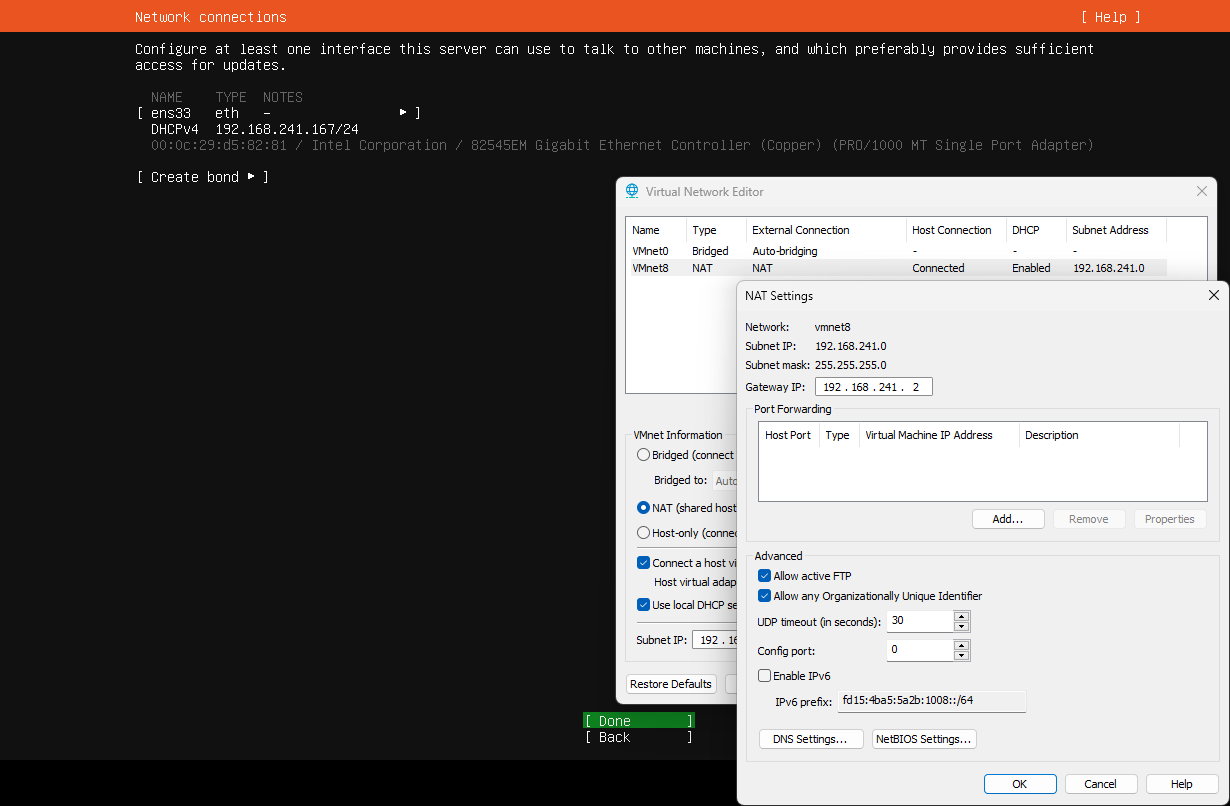 Network connections [ Help ]
Configure at least one interface this server can use to talk to other machines, and which preferably provides sufficient
access for updates.
NAME TYPE NOTES
[ ens33 eth - ▸ ]
DHCPv4 192.168.241.167/24
00:0c:29:d5:82:81 / Intel Corporation / 82545EM Gigabit Ethernet Controller (Copper) (PRO/1000 MT Single Port Adapter)
[ Create bond ▸ ]
Virtual Network Editor
Name Type External Connection Host Connection DHCP Subnet Address
VMnet0 Bridged Auto-bridging - - -
VMnet8 NAT NAT Connected Enabled 192.168.241.0
VMnet Information
Bridged (connect
Bridged to: Auto
NAT (shared host
Host-only (connec
Connect a host vi
Host virtual adap
Use local DHCP se
Subnet IP: 192 . 16
Restore Defaults
NAT Settings
Network: vmnet8
Subnet IP: 192.168.241.0
Subnet mask: 255.255.255.0
Gateway IP: 192 . 168 . 241 . 2
Port Forwarding
Host Port Type Virtual Machine IP Address Description
Add... Remove Properties
Advanced
Allow active FTP
Allow any Organizationally Unique Identifier
UDP timeout (in seconds): 30
Config port: 0
Enable IPv6
IPv6 prefix: fd15:4ba5:5a2b:1008::/64
DNS Settings... NetBIOS Settings...
OK Cancel Help
[ Done ]
[ Back ]